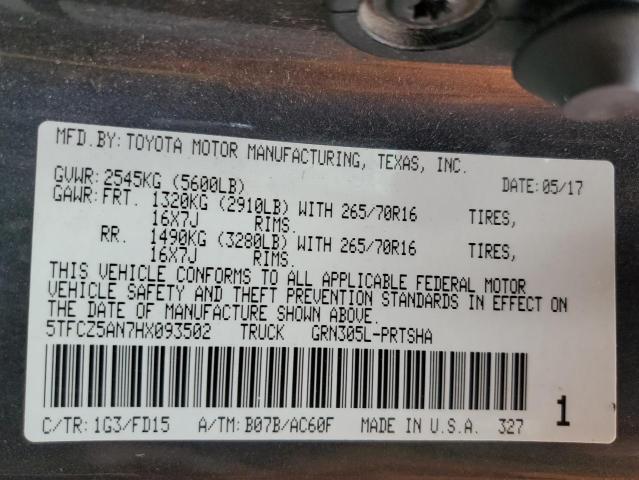 MFD.BY: TOYOTA MOTOR MANUFACTURING, TEXAS, INC.
GVWR: 2545KG (5600LB) DATE: 05/17
GAWR: FRT. 1320KG (2910LB) WITH 265/70R16 TIRES,
16X7J RIMS.
RR. 1490KG (3280LB) WITH 265/70R16 TIRES,
16X7J RIMS.
THIS VEHICLE CONFORMS TO ALL APPLICABLE FEDERAL MOTOR
VEHICLE SAFETY AND THEFT PREVENTION STANDARDS IN EFFECT ON
THE DATE OF MANUFACTURE SHOWN ABOVE.
5TFCZ5AN7HX093502 TRUCK GRN305L-PRTSHA
C/TR: 1G3/FD15 A/TM: B07B/AC60F MADE IN U.S.A. 327 1